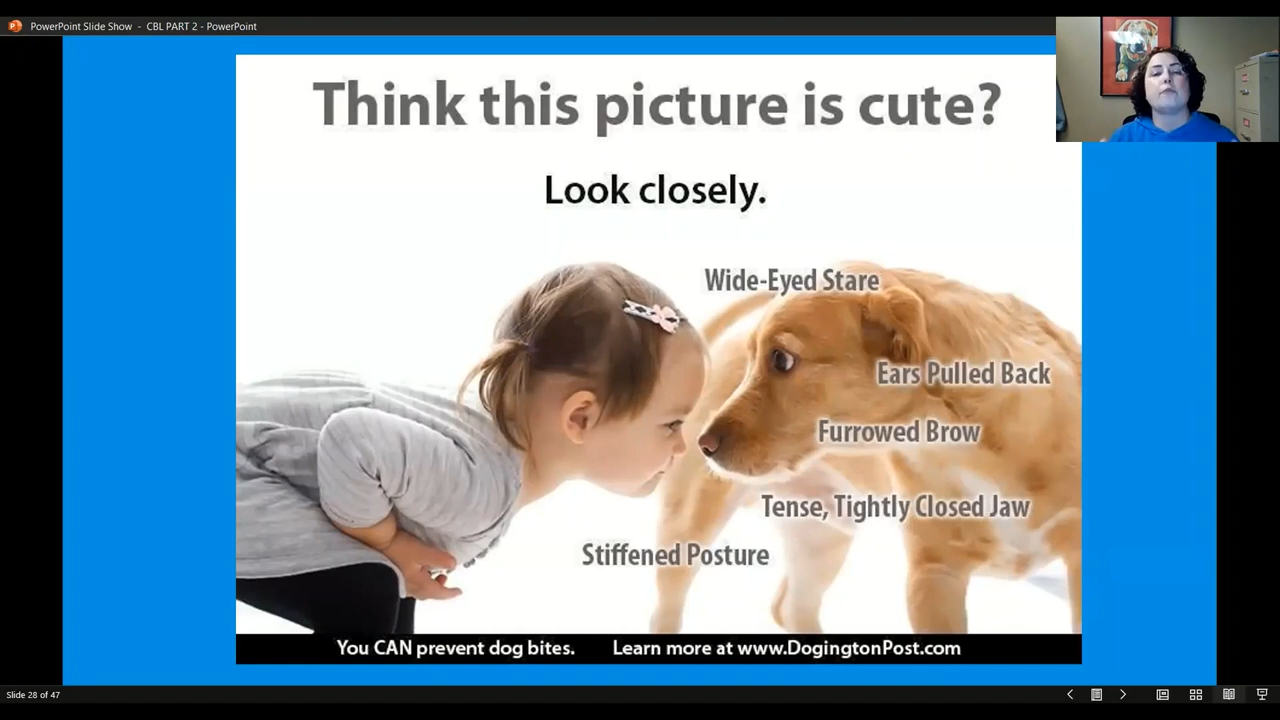 PowerPoint Slide Show - CBL PART 2 - PowerPoint
Think this picture is cute?
Look closely.
Wide-Eyed Stare
Ears Pulled Back
Furrowed Brow
Tense, Tightly Closed Jaw
Stiffened Posture
You CAN prevent dog bites. Learn more at www.DogingtonPost.com
Slide 28 of 47